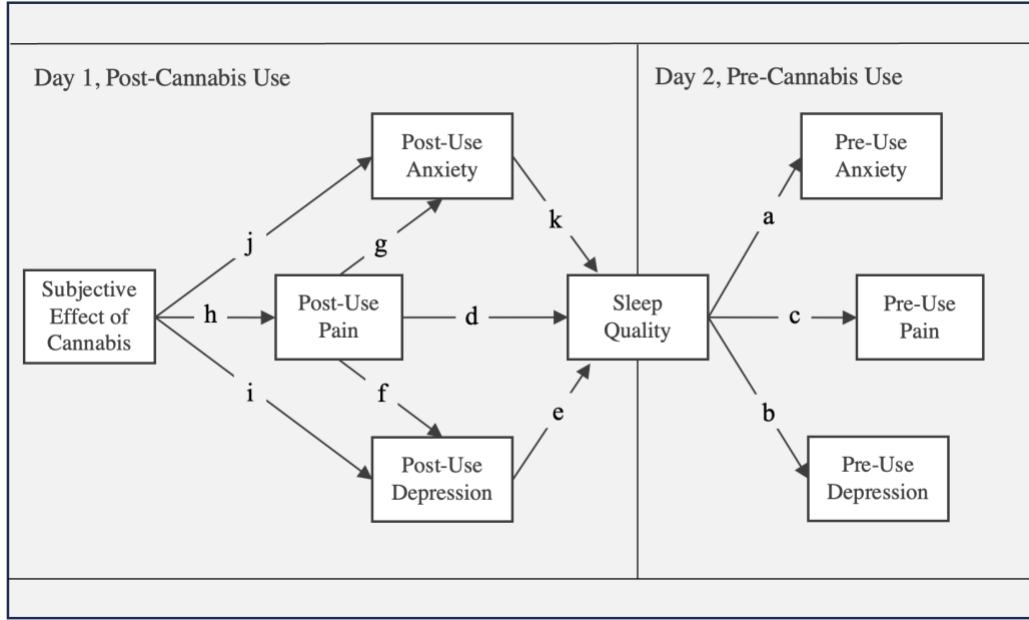 Day 1, Post-Cannabis Use
Day 2, Pre-Cannabis Use
Post-Use
Anxiety
Pre-Use
Anxiety
k
a
j
g
Subjective
Effect of
Cannabis
h
Post-Use
Pain
d
Sleep
Quality
c
Pre-Use
Pain
i
f
e
b
Post-Use
Depression
Pre-Use
Depression